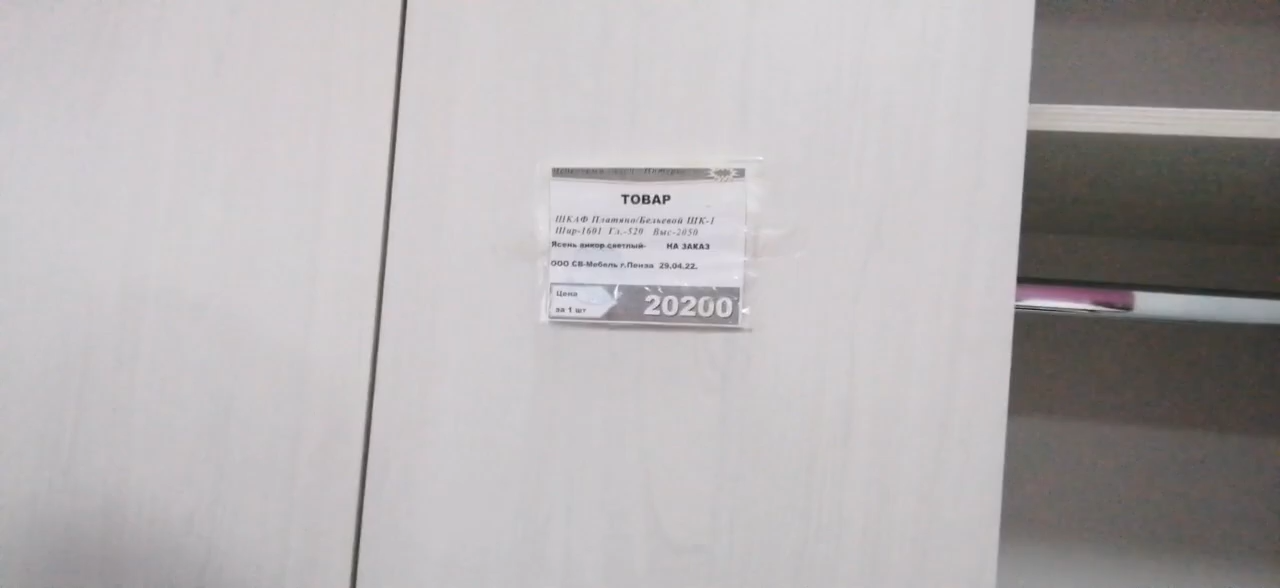 ТОВАР
ШКАФ Платяно/Бельевой ШК-1
Шир-1601 Гл.-520 Выс-2050
Ясень анкор светлый- НА ЗАКАЗ
ООО СВ-Мебель г.Пенза 29.04.22.
Цена
за 1 шт
20200